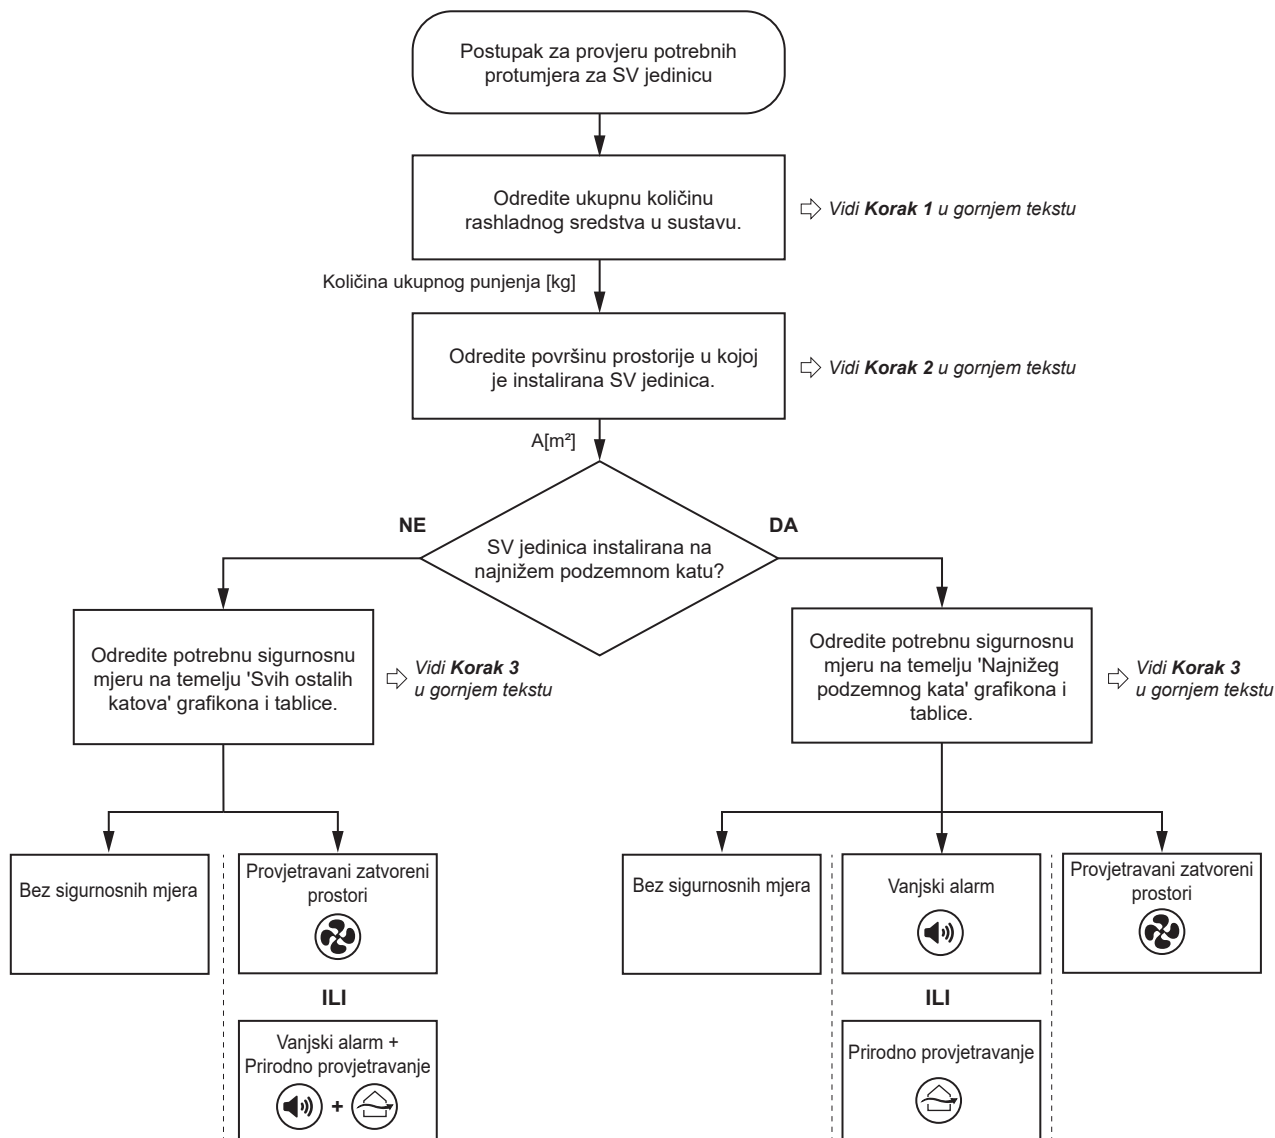 Postupak za provjeru potrebnih
protumjera za SV jedinicu
Odredite ukupnu količinu
rashladnog sredstva u sustavu.
Vidi Korak 1 u gornjem tekstu
Količina ukupnog punjenja [kg]
Odredite površinu prostorije u kojoj
je instalirana SV jedinica.
Vidi Korak 2 u gornjem tekstu
A[m²]
NE
DA
SV jedinica instalirana na
najnižem podzemnom katu?
Odredite potrebnu sigurnosnu
mjeru na temelju 'Svih ostalih
katova' grafikona i tablice.
Vidi Korak 3
u gornjem tekstu
Odredite potrebnu sigurnosnu
mjeru na temelju 'Najnižeg
podzemnog kata' grafikona i
tablice.
Vidi Korak 3
u gornjem tekstu
Bez sigurnosnih mjera
Provjetravani zatvoreni
prostori
ILI
Vanjski alarm +
Prirodno provjetravanje
+
Bez sigurnosnih mjera
Vanjski alarm
ILI
Prirodno provjetravanje
Provjetravani zatvoreni
prostori